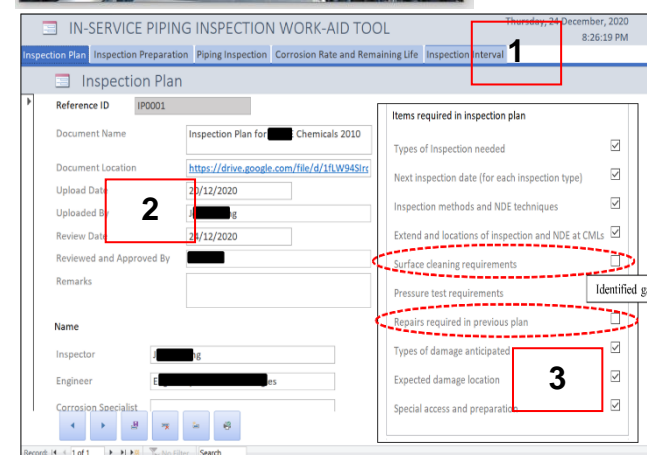 IN-SERVICE PIPING INSPECTION WORK-AID TOOL
Thursday, 24 December, 2020
8:26:19 PM
Inspection Plan Inspection Preparation Piping Inspection Corrosion Rate and Remaining Life Inspection Interval
1
Inspection Plan
Reference ID IP0001
Document Name Inspection Plan for Chemicals 2010
Document Location https://drive.google.com/file/d/1fLW94SIrs
Upload Date 20/12/2020
Uploaded By
Review Date 24/12/2020
Reviewed and Approved By
Remarks
2
Name
Inspector
Engineer
Corrosion Specialist
Items required in inspection plan
Types of Inspection needed
Next inspection date (for each inspection type)
Inspection methods and NDE techniques
Extend and locations of inspection and NDE at CMLs
Surface cleaning requirements
Identified
Pressure test requirements
Repairs required in previous plan
Types of damage anticipated
Expected damage location
Special access and preparation
3
Record: 1 of 1 No Filter Search